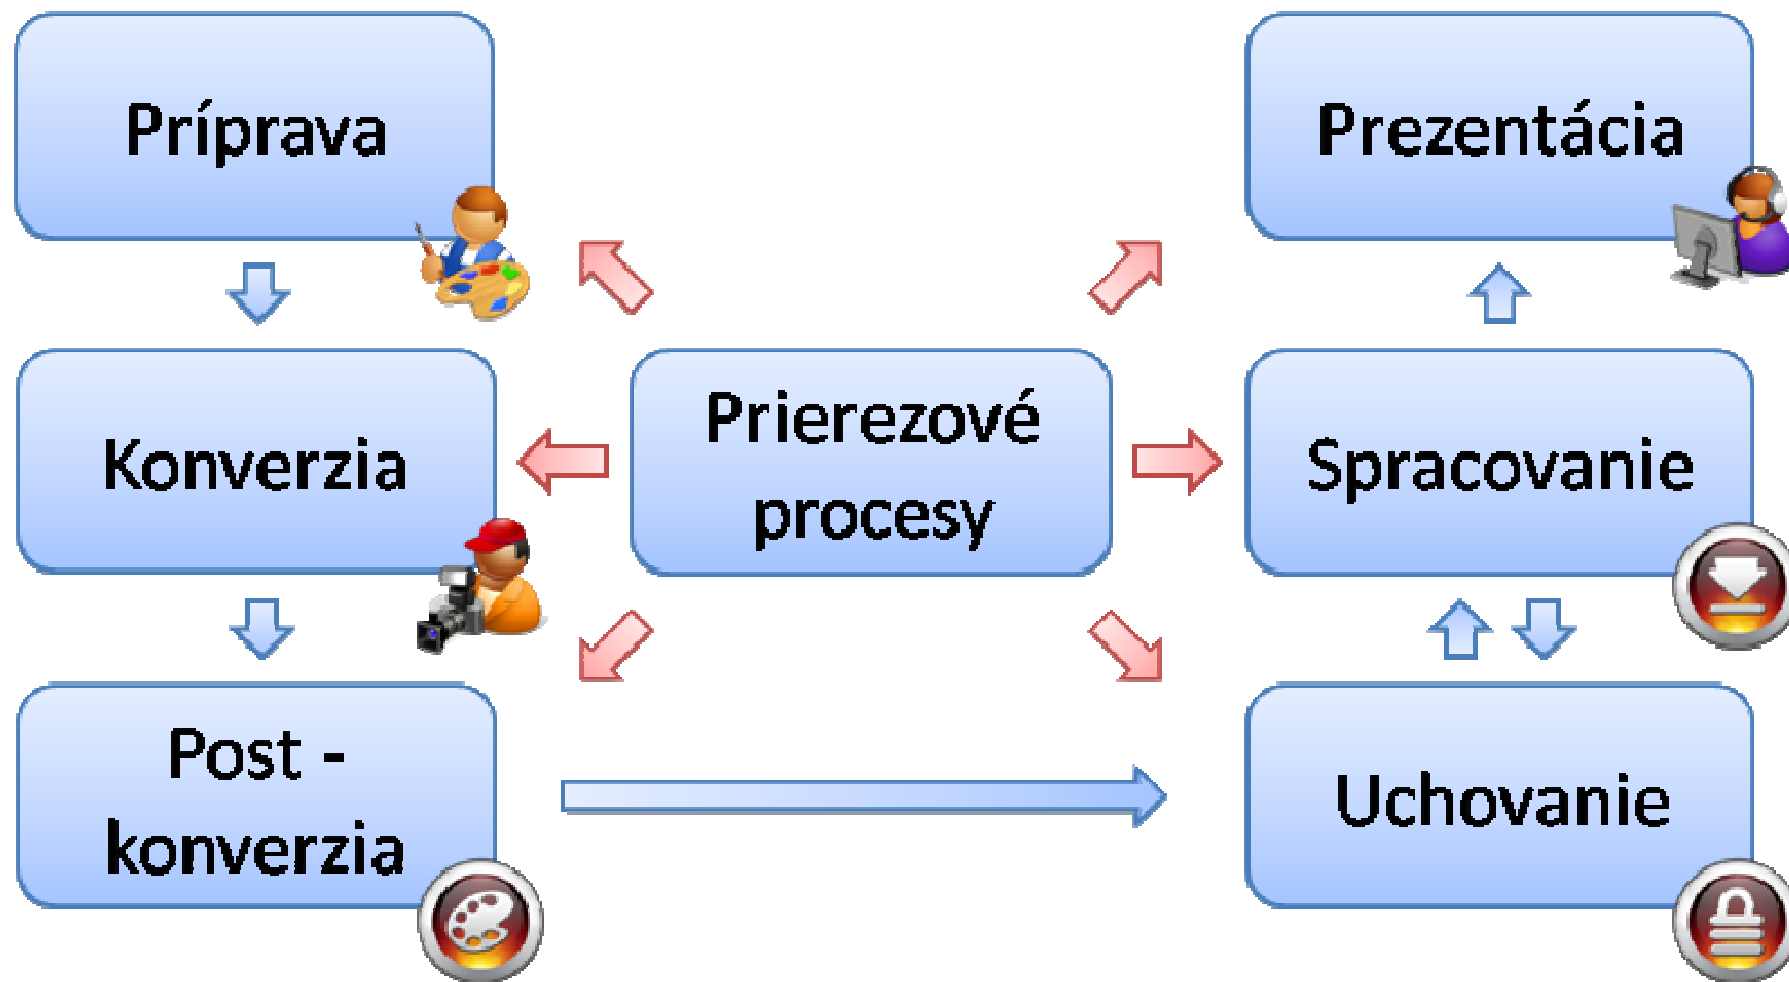 Príprava
Prezentácia
Konverzia
Prierezové
procesy
Spracovanie
Post -
konverzia
Uchovanie